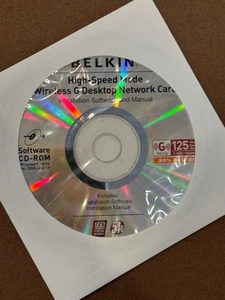 BELKIN
High-Speed Mode
Wireless G Desktop Network Card
Installation Software and Manual
G
125
Software
CD-ROM
Includes:
Installation Software
Installation Manual